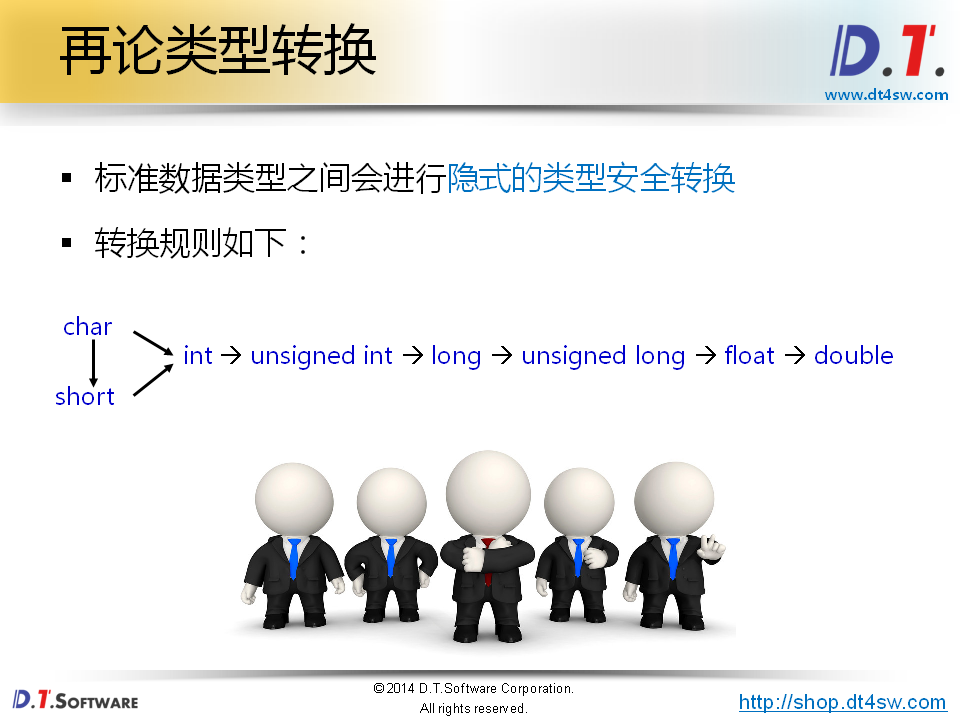 再论类型转换
D.T.
www.dt4sw.com
▪ 标准数据类型之间会进行隐式的类型安全转换
▪ 转换规则如下：
char
int → unsigned int → long → unsigned long → float → double
short
D.T.SOFTWARE
©2014 D.T.Software Corporation.
All rights reserved.
http://shop.dt4sw.com